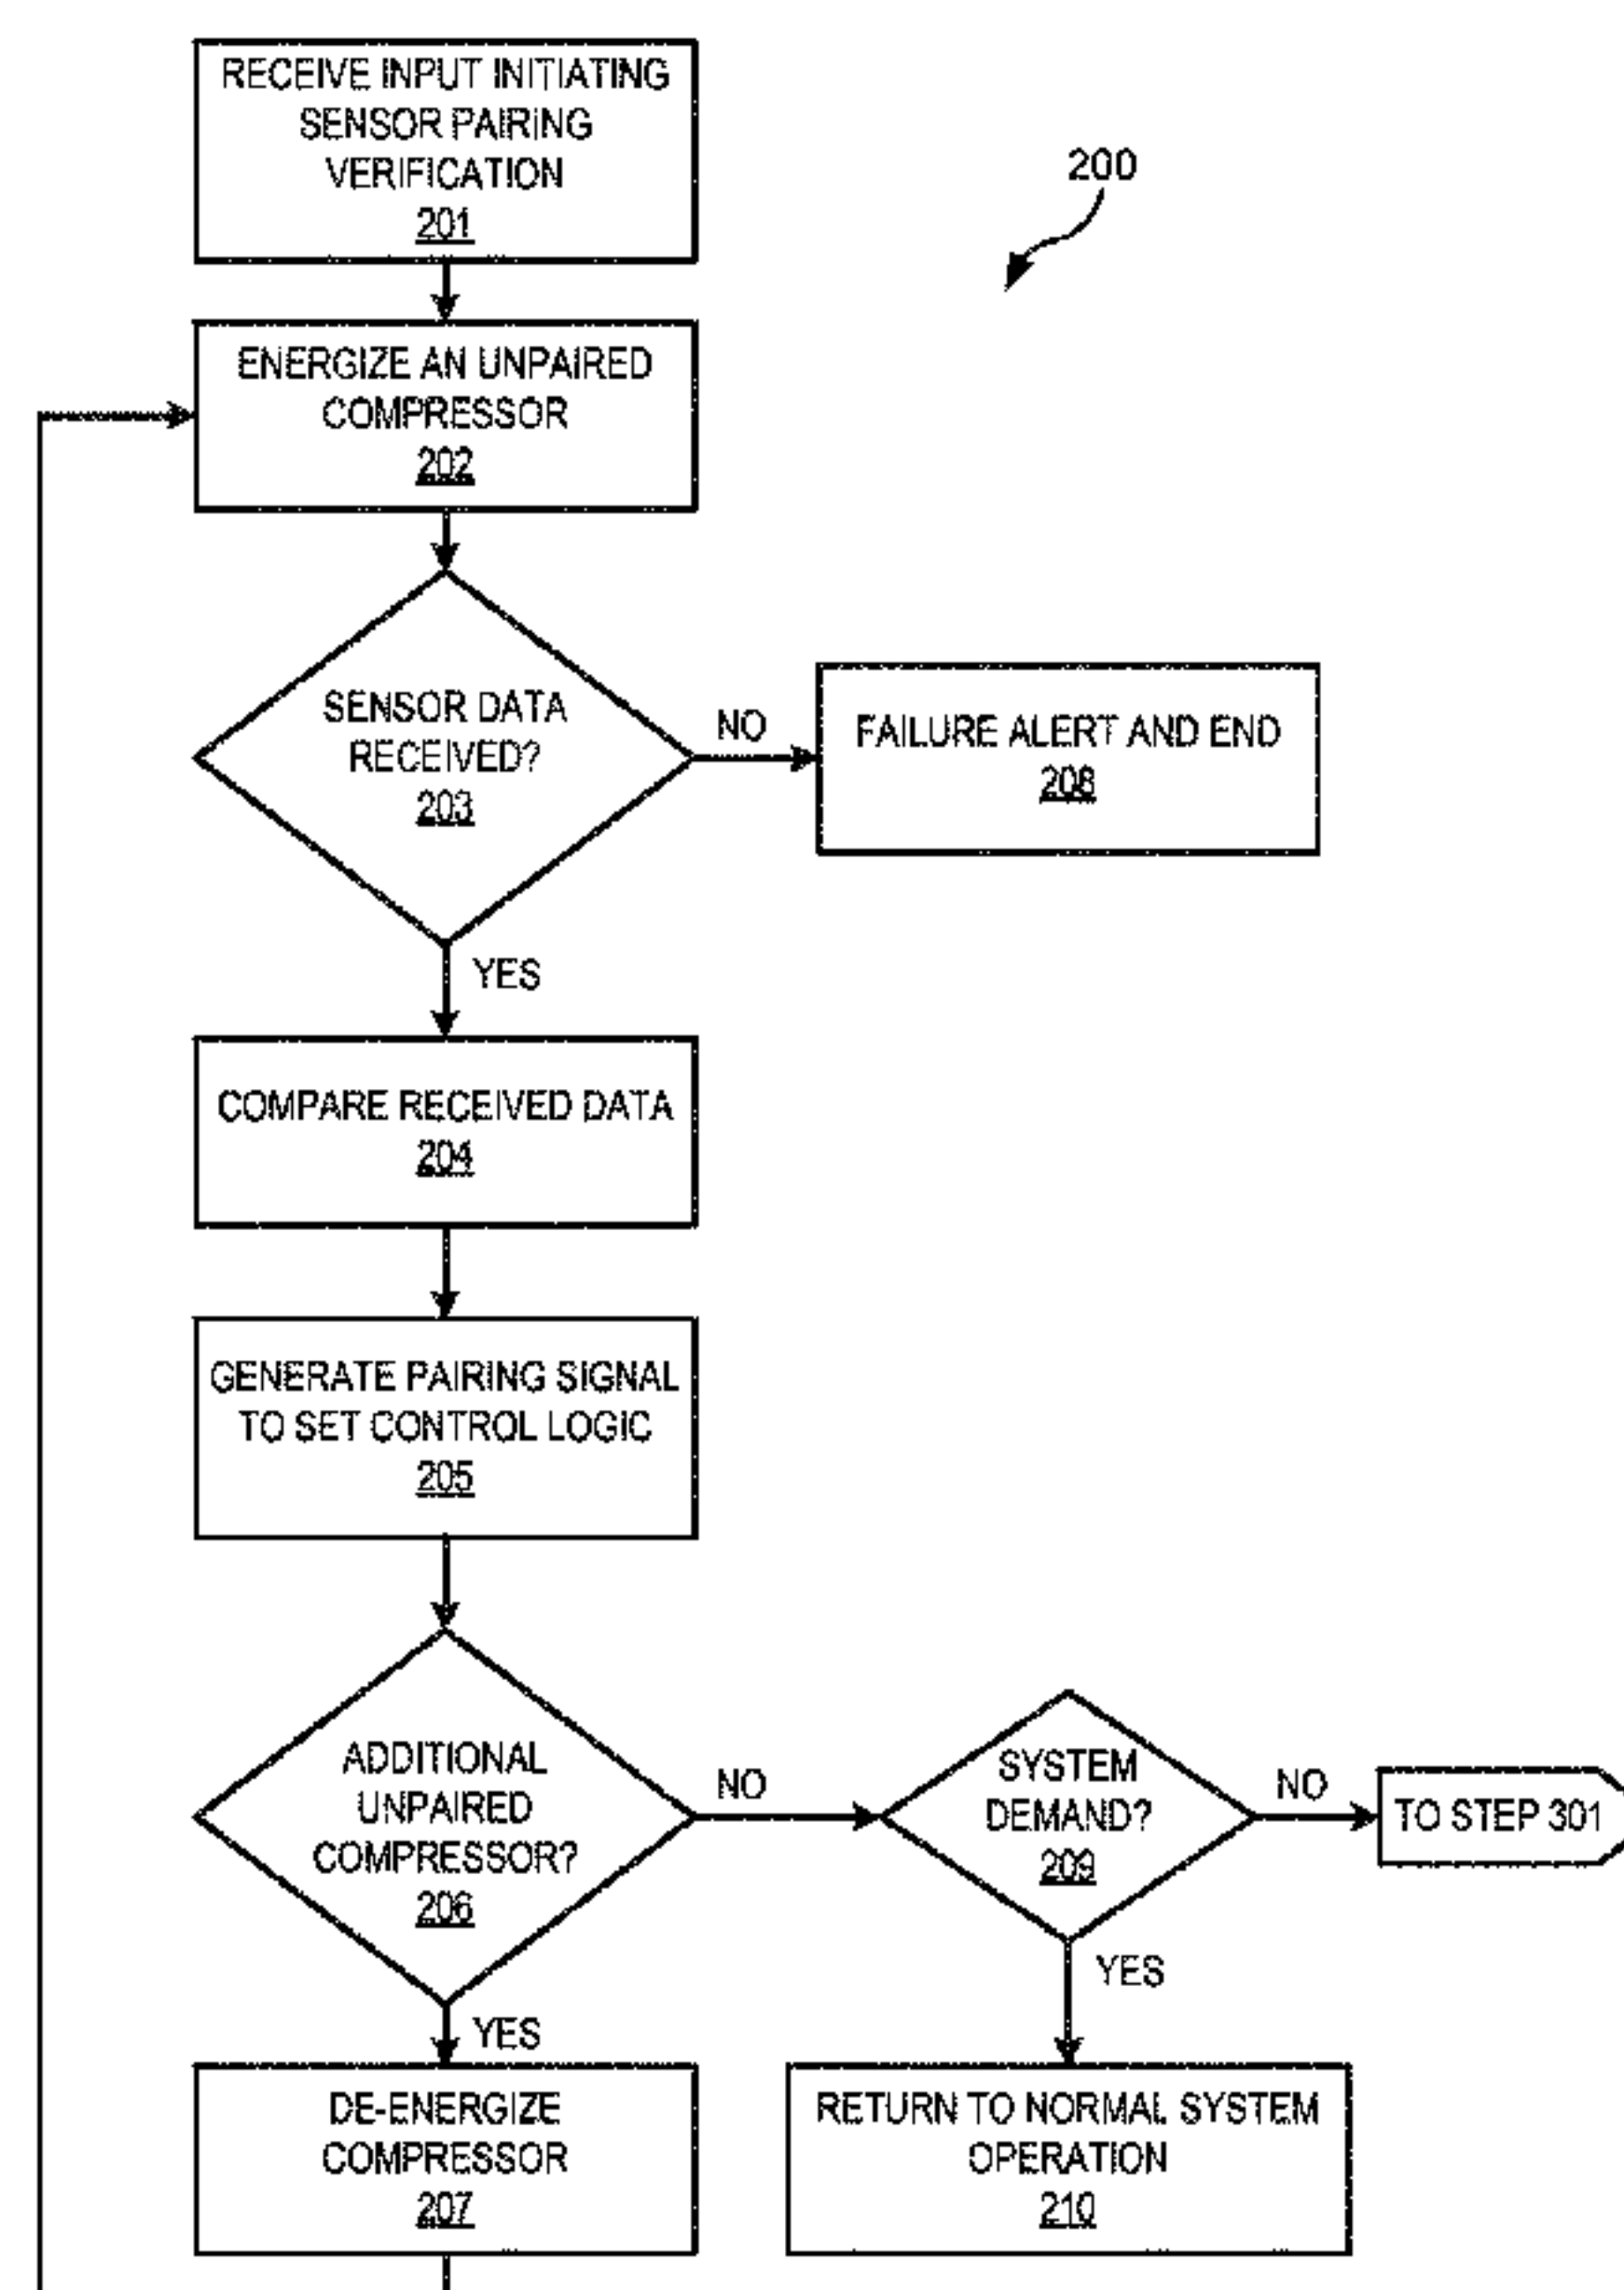 RECEIVE INPUT INITIATING
SENSOR PAIRING
VERIFICATION
201
200
ENERGIZE AN UNPAIRED
COMPRESSOR
202
SENSOR DATA
RECEIVED?
203
NO
FAILURE ALERT AND END
208
YES
COMPARE RECEIVED DATA
204
GENERATE PAIRING SIGNAL
TO SET CONTROL LOGIC
205
ADDITIONAL
UNPAIRED
COMPRESSOR?
206
NO
SYSTEM
DEMAND?
209
NO
TO STEP 301
YES
YES
DE-ENERGIZE
COMPRESSOR
207
RETURN TO NORMAL SYSTEM
OPERATION
210